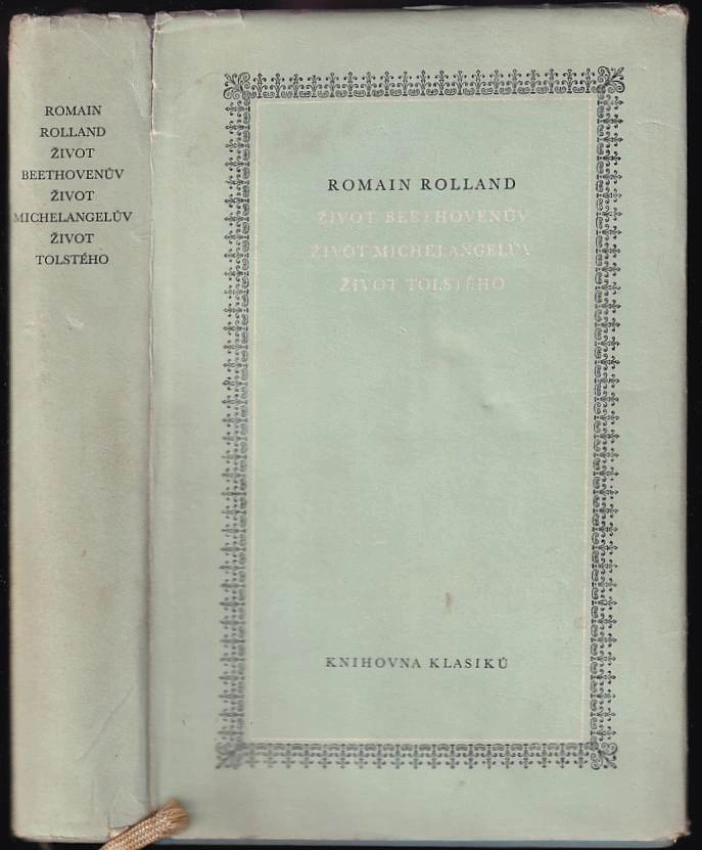 ROMAIN
ROLLAND
ŽIVOT
BEETHOVENŮV
ŽIVOT
MICHELANGELŮV
ŽIVOT
TOLSTÉHO
ROMAIN ROLLAND
ŽIVOT BEETHOVENŮV
ŽIVOT MICHELANGELŮV
ŽIVOT TOLSTÉHO
KNIHOVNA KLASIKŮ